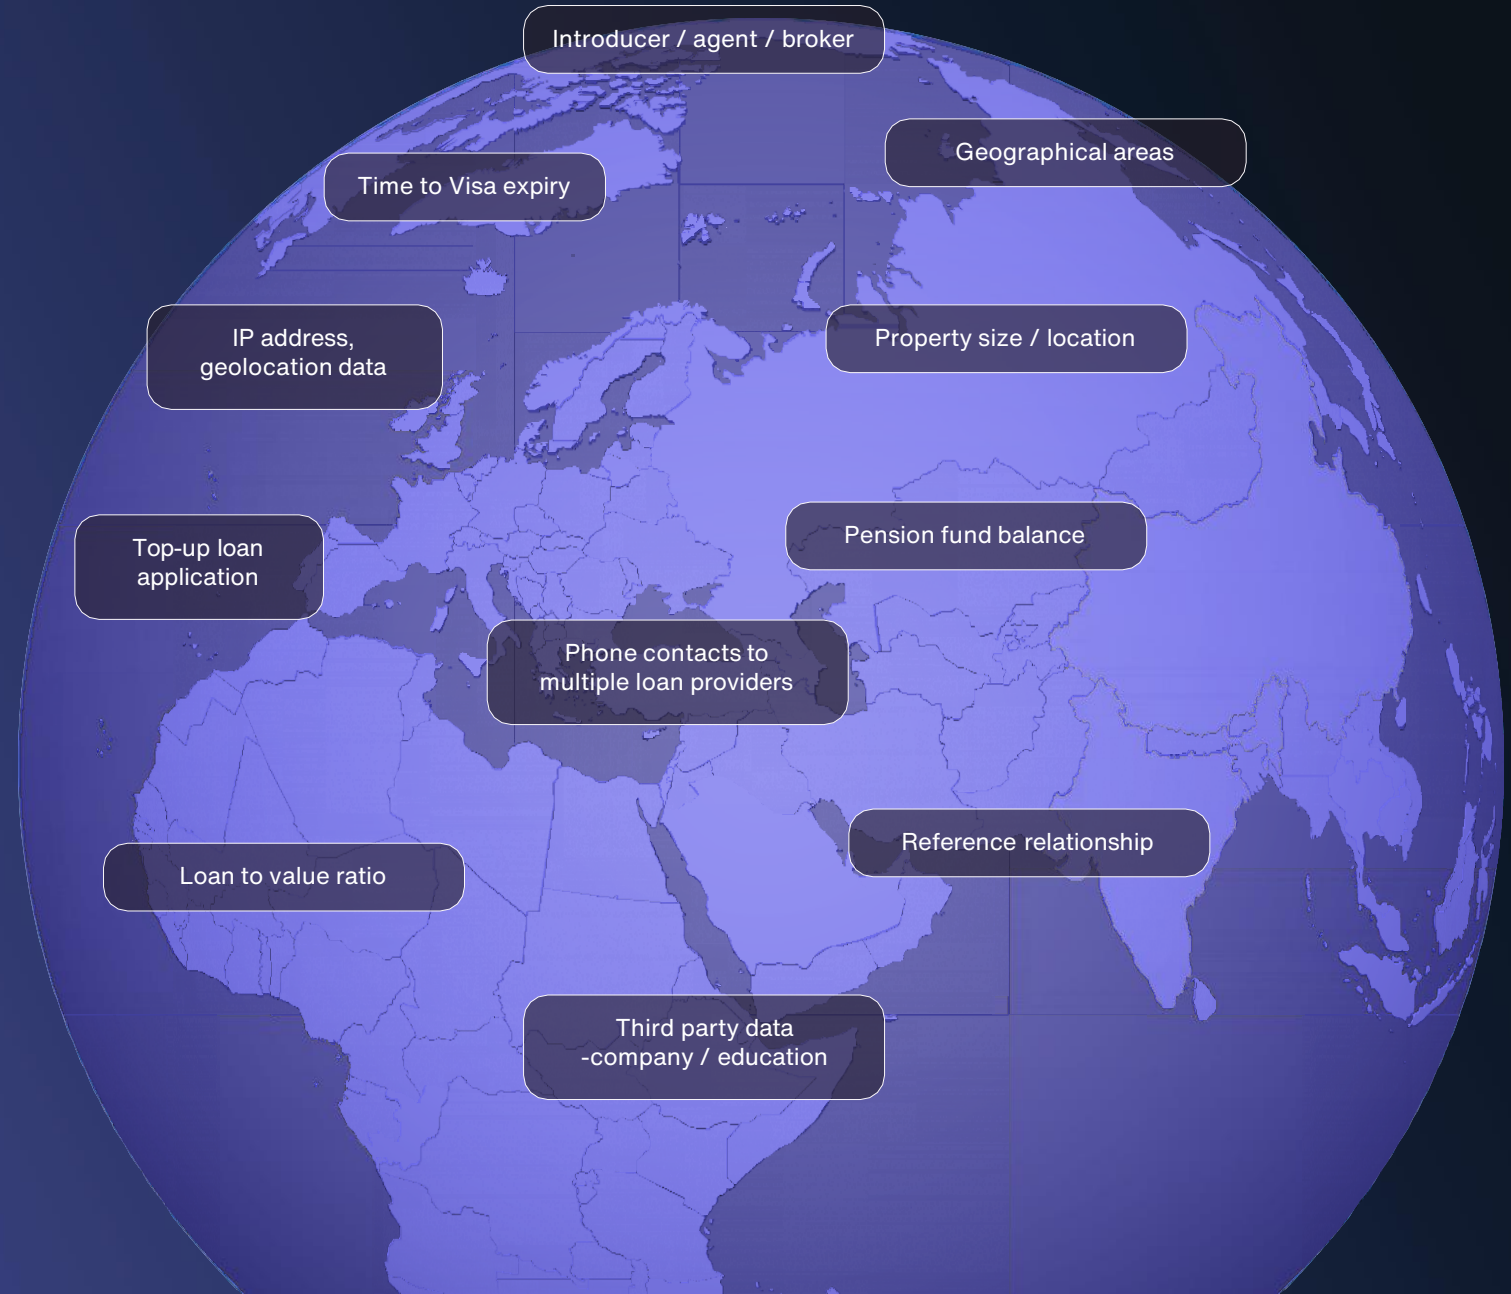 Introducer / agent / broker
Geographical areas
Time to Visa expiry
IP address,
geolocation data
Property size / location
Top-up loan
application
Pension fund balance
Phone contacts to
multiple loan providers
Reference relationship
Loan to value ratio
Third party data
-company / education